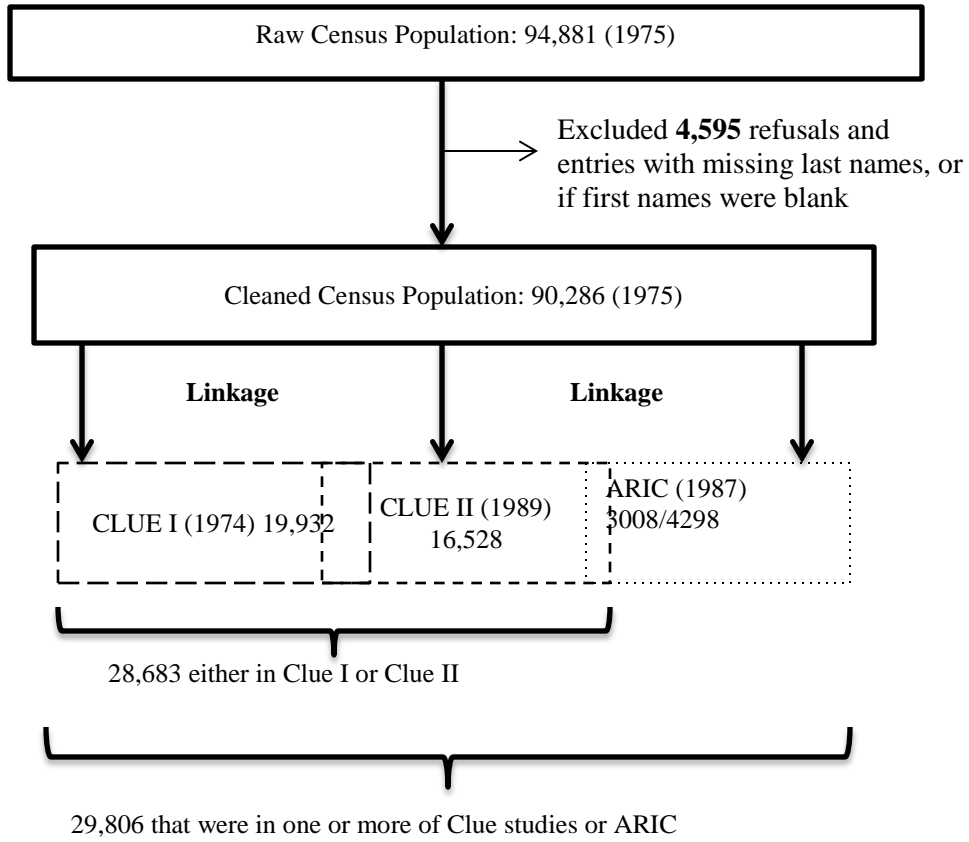 Raw Census Population: 94,881 (1975)
Excluded 4,595 refusals and
entries with missing last names, or
if first names were blank
Cleaned Census Population: 90,286 (1975)
Linkage
Linkage
CLUE I (1974) 19,932
CLUE II (1989)
16,528
ARIC (1987)
3008/4298
28,683 either in Clue I or Clue II
29,806 that were in one or more of Clue studies or ARIC